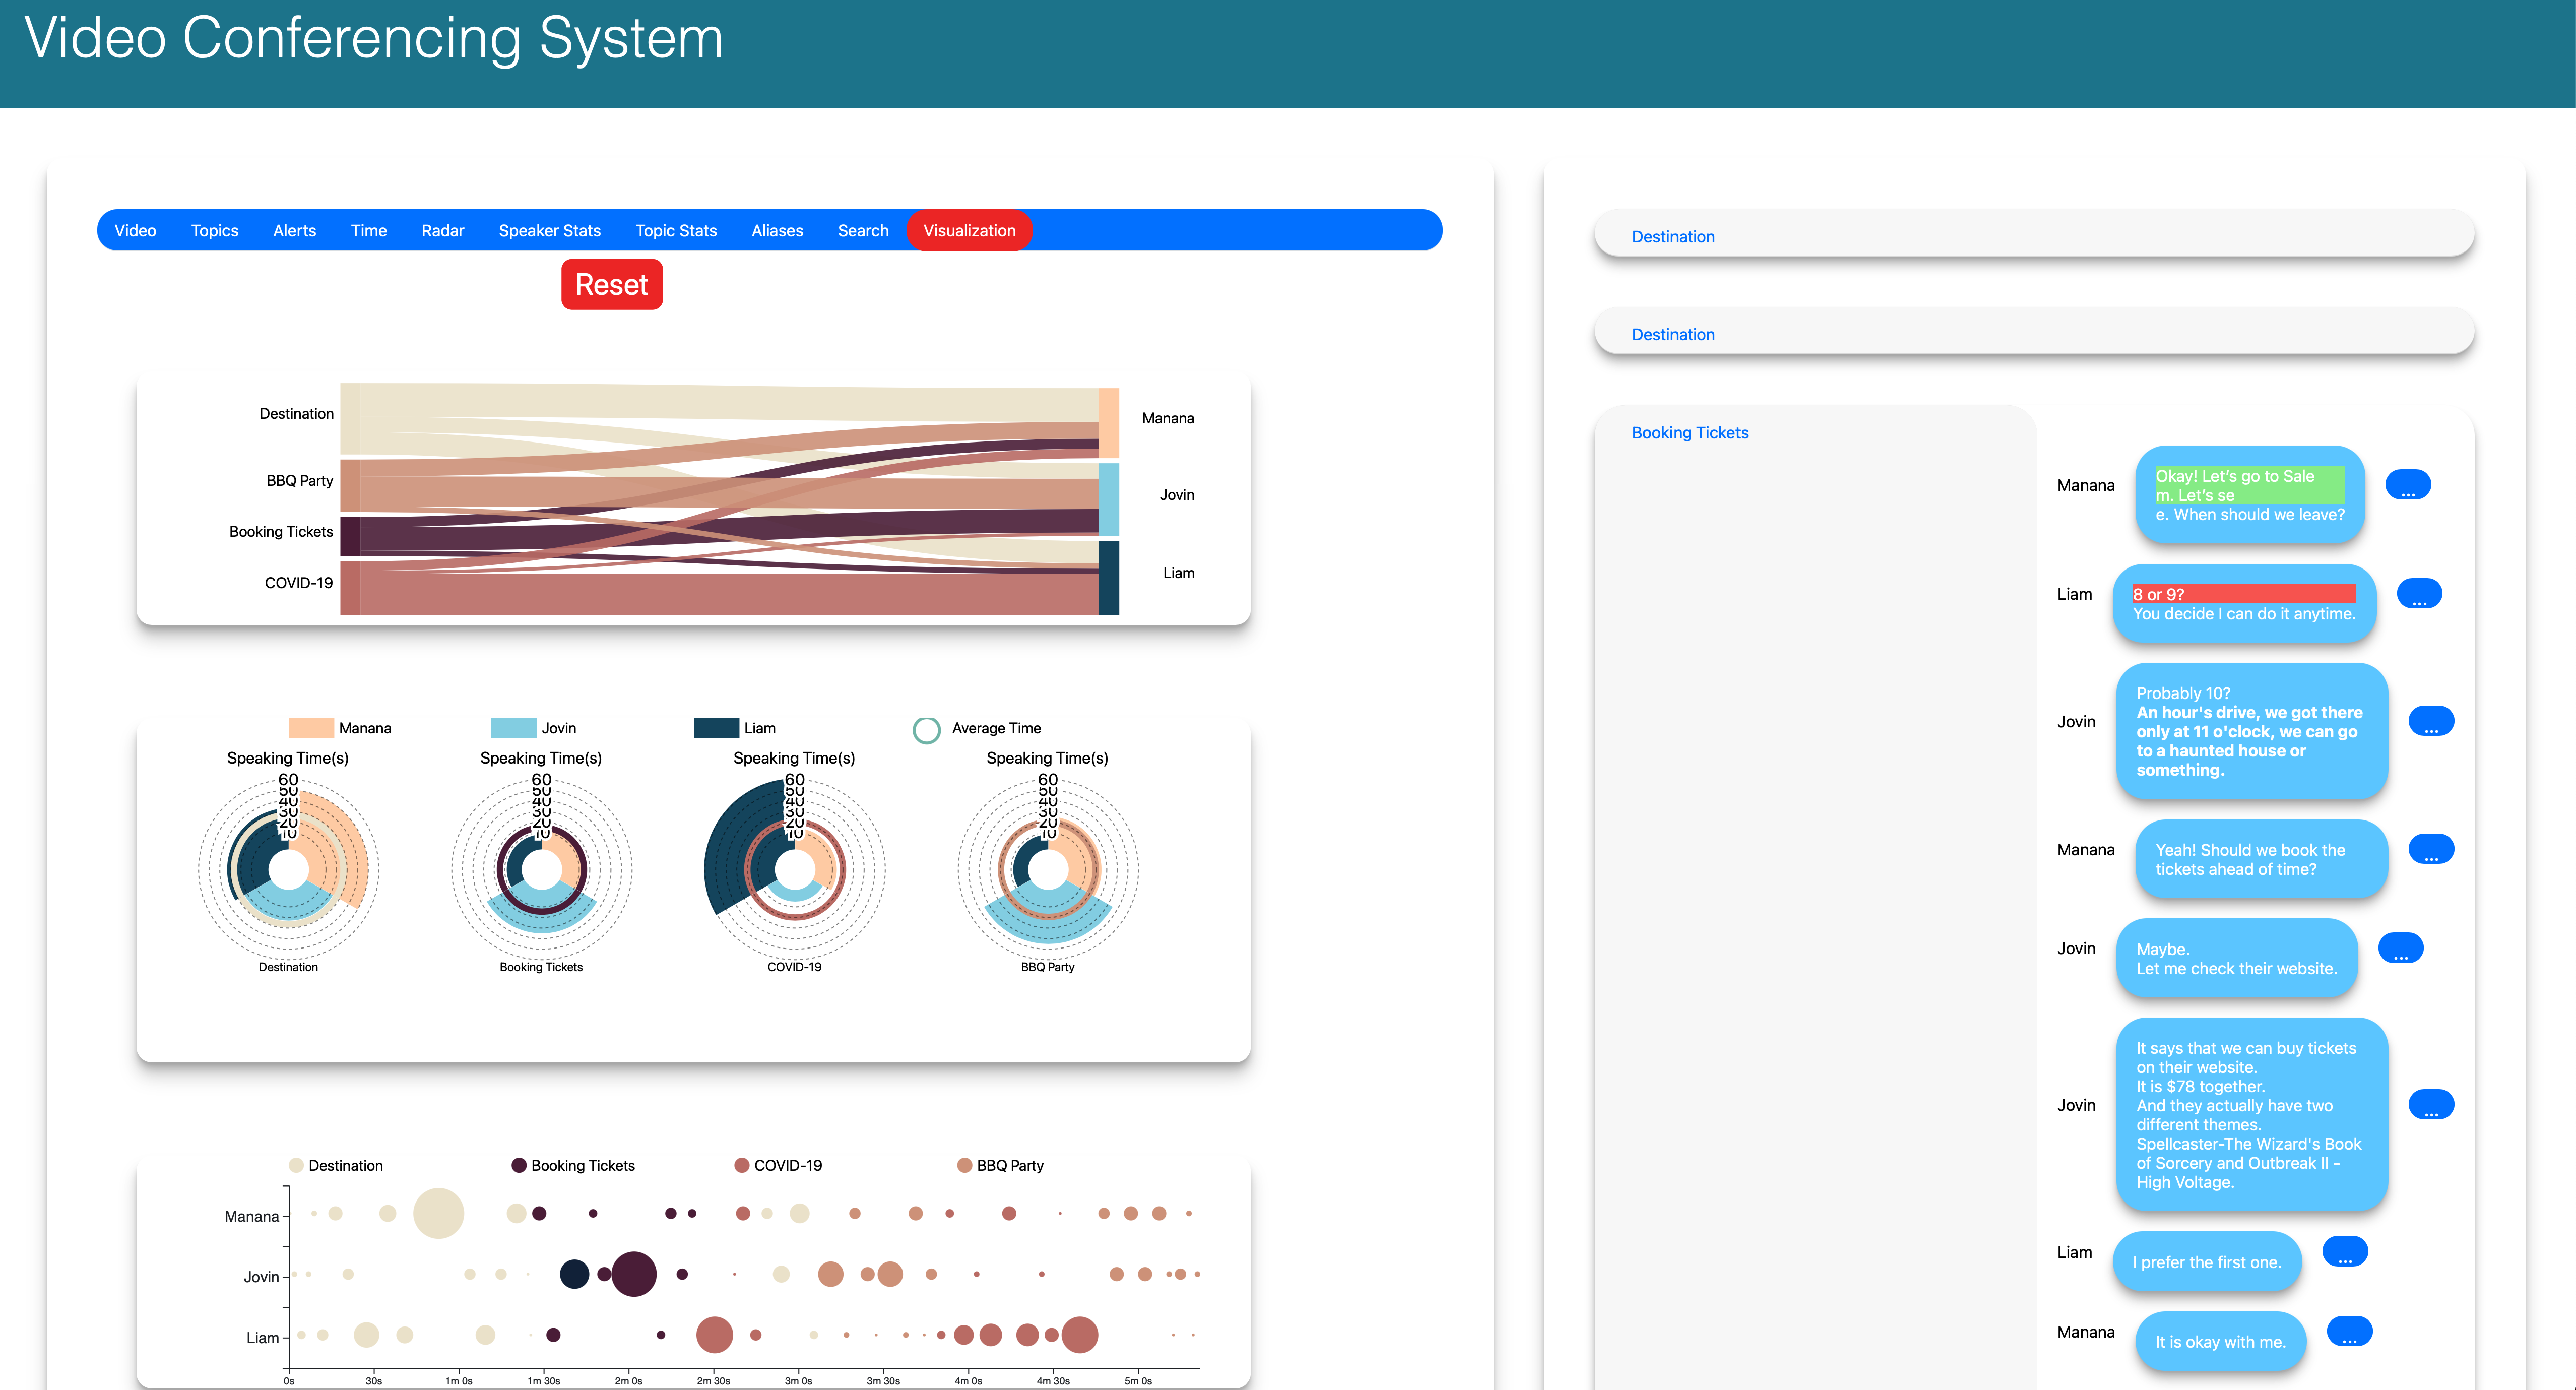 Video Conferencing System
Video Topics Alerts Time Radar Speaker Stats Topic Stats Aliases Search Visualization
Reset
Destination
BBQ Party
Booking Tickets
COVID-19
Manana
Jovin
Liam
Manana Jovin Liam Average Time
Speaking Time(s)
60
50
40
30
20
10
Destination
Speaking Time(s)
60
50
40
30
20
10
Booking Tickets
Speaking Time(s)
60
50
40
30
20
10
COVID-19
Speaking Time(s)
60
50
40
30
20
10
BBQ Party
Destination Booking Tickets COVID-19 BBQ Party
Manana
Jovin
Liam
0s 30s 1m 0s 1m 30s 2m 0s 2m 30s 3m 0s 3m 30s 4m 0s 4m 30s 5m 0s
Destination
Destination
Booking Tickets
Manana
Okay! Let’s go to Sale
m. Let’s se
e. When should we leave?
...
Liam
8 or 9?
You decide I can do it anytime.
...
Jovin
Probably 10?
An hour's drive, we got there
only at 11 o'clock, we can go
to a haunted house or
something.
...
Manana
Yeah! Should we book the
tickets ahead of time?
...
Jovin
Maybe.
Let me check their website.
...
Jovin
It says that we can buy tickets
on their website.
It is $78 together.
And they actually have two
different themes.
Spellcaster-The Wizard's Book
of Sorcery and Outbreak II -
High Voltage.
...
Liam
I prefer the first one.
...
Manana
It is okay with me.
...